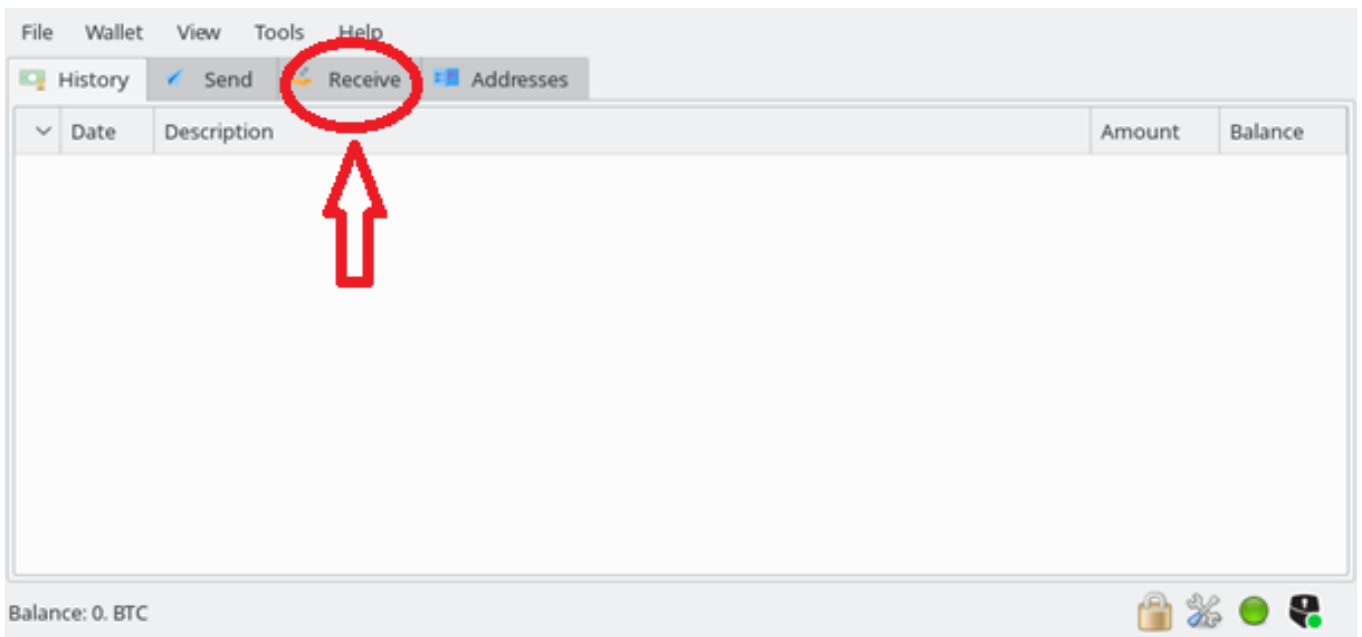 File Wallet View Tools Help
History Send Receive Addresses
Date Description Amount Balance
Balance: 0. BTC